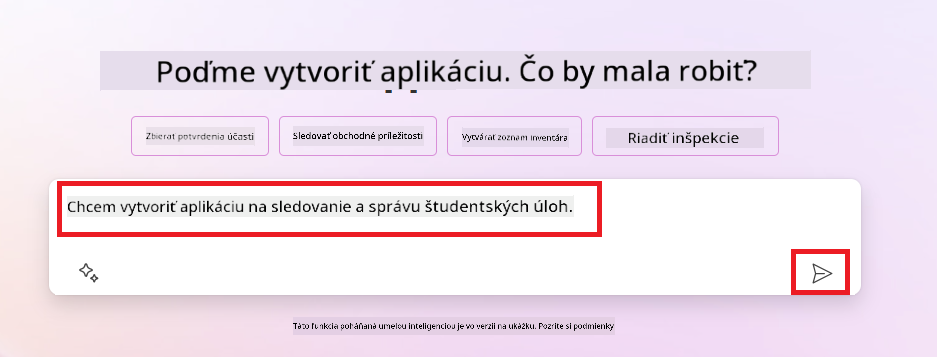 Poďme vytvoriť aplikáciu. Čo by mala robiť?
Zbierať potvrdenia účasti
Sledovať obchodné príležitosti
Vytvárať zoznam inventára
Riadiť inšpekcie
Chcem vytvoriť aplikáciu na sledovanie a správu študentských úloh.
Táto funkcia poháňaná umelou inteligenciou je vo verzii na ukážku. Pozrite si podmienky